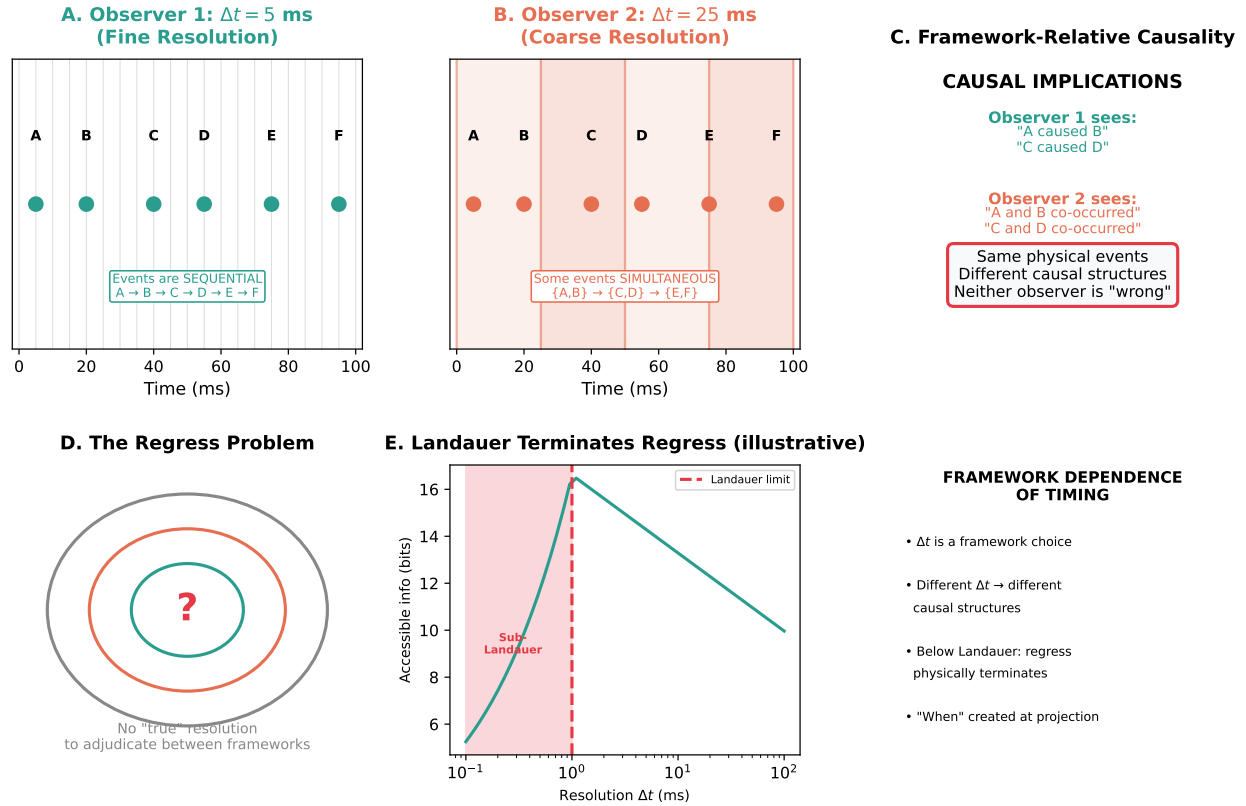 A. Observer 1: Δt = 5 ms
(Fine Resolution)
A B C D E F
Events are SEQUENTIAL
A → B → C → D → E → F
0 20 40 60 80 100
Time (ms)
B. Observer 2: Δt = 25 ms
(Coarse Resolution)
A B C D E F
Some events SIMULTANEOUS
{A,B} → {C,D} → {E,F}
0 20 40 60 80 100
Time (ms)
C. Framework-Relative Causality
CAUSAL IMPLICATIONS
Observer 1 sees:
"A caused B"
"C caused D"
Observer 2 sees:
"A and B co-occurred"
"C and D co-occurred"
Same physical events
Different causal structures
Neither observer is "wrong"
D. The Regress Problem
?
No "true" resolution
to adjudicate between frameworks
E. Landauer Terminates Regress (illustrative)
Landauer limit
Sub-
Landauer
Accessible info (bits)
16
14
12
10
8
6
10⁻¹ 10⁰ 10¹ 10²
Resolution Δt (ms)
FRAMEWORK DEPENDENCE
OF TIMING
• Δt is a framework choice
• Different Δt → different
causal structures
• Below Landauer: regress
physically terminates
• "When" created at projection